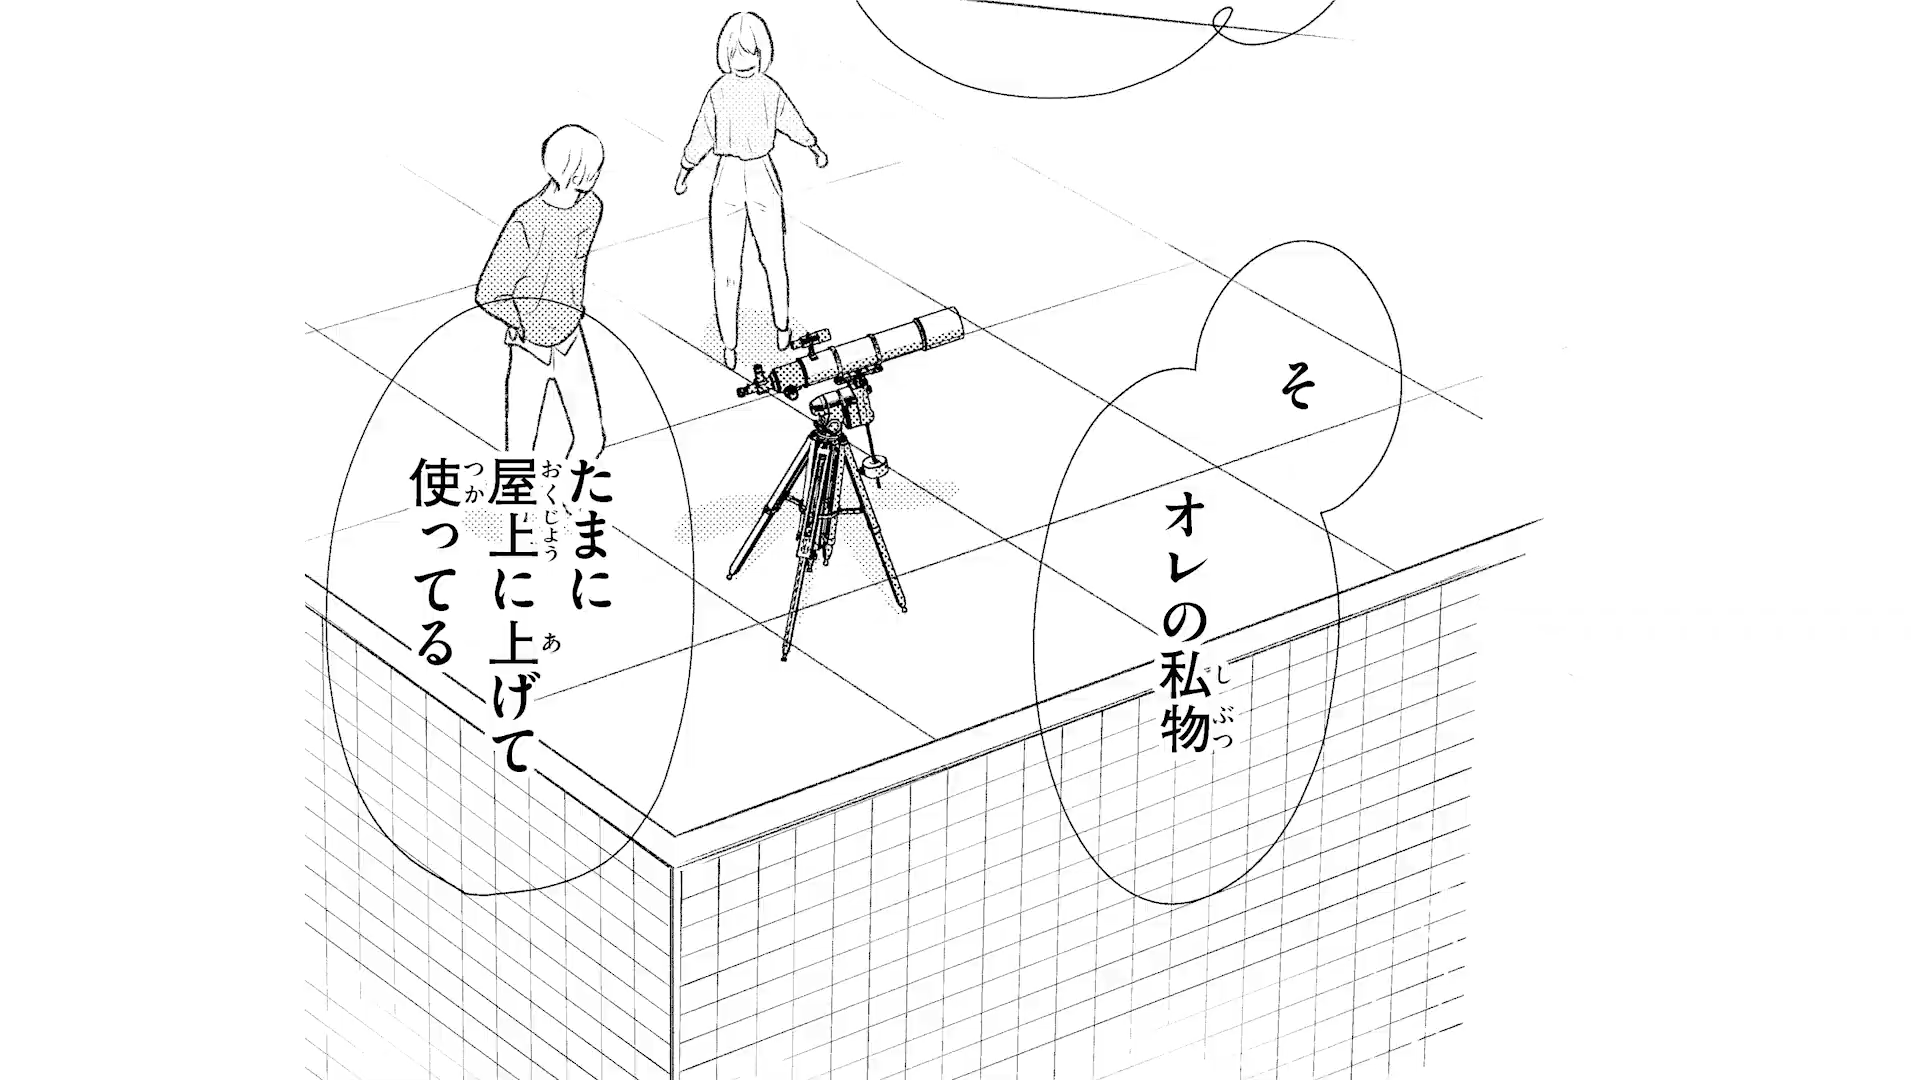 そ
オレの私物
たまに
屋上に上げて
使ってる